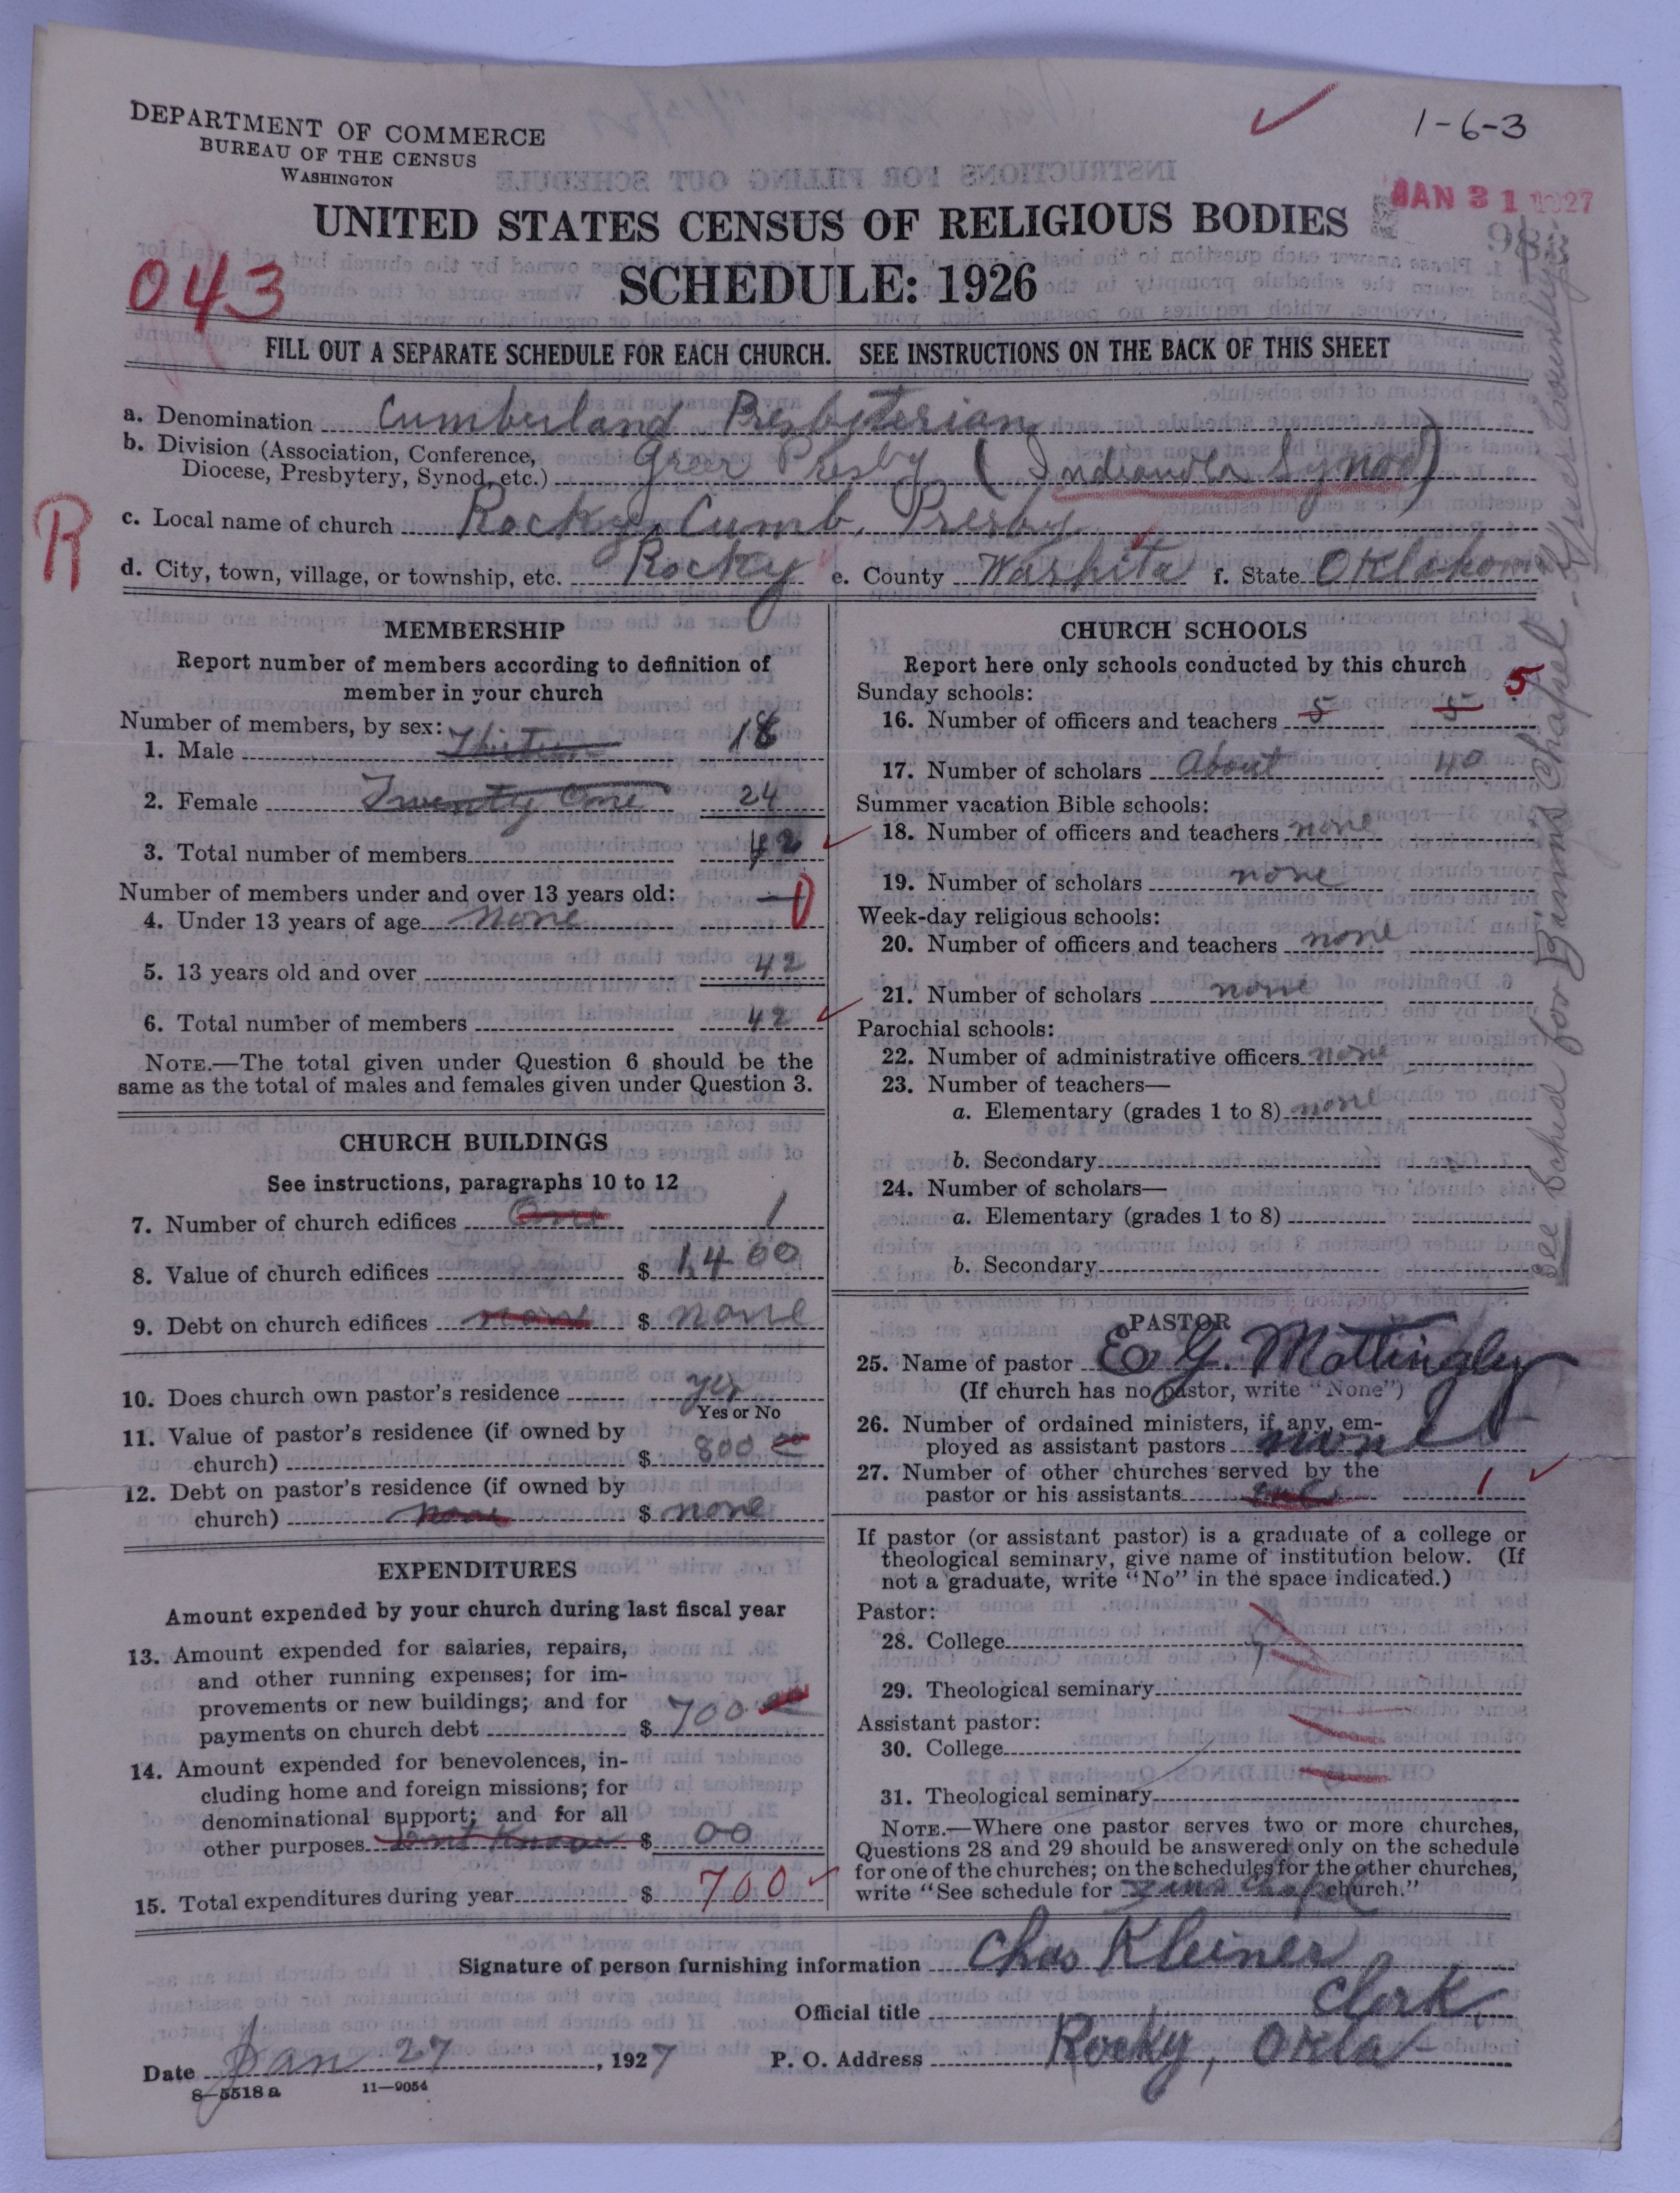 1-6-3
DEPARTMENT OF COMMERCE
BUREAU OF THE CENSUS
WASHINGTON
JAN 31 1927
UNITED STATES CENSUS OF RELIGIOUS BODIES
043
SCHEDULE: 1926
FILL OUT A SEPARATE SCHEDULE FOR EACH CHURCH. SEE INSTRUCTIONS ON THE BACK OF THIS SHEET
a. Denomination Cumberland Presbyterian
b. Division (Association, Conference, Diocese, Presbytery, Synod, etc.) Greer Presby (Indianola Synod)
R
c. Local name of church Rocky Cumb. Presby
d. City, town, village, or township, etc. Rocky e. County Washita f. State Oklahoma
MEMBERSHIP
Report number of members according to definition of
member in your church
Number of members, by sex:
1. Male Thirteen 18
2. Female Twenty One 24
3. Total number of members 42
Number of members under and over 13 years old:
4. Under 13 years of age none 0
5. 13 years old and over 42
6. Total number of members 42
NOTE.—The total given under Question 6 should be the
same as the total of males and females given under Question 3.
CHURCH BUILDINGS
See instructions, paragraphs 10 to 12
7. Number of church edifices One 1
8. Value of church edifices $ 1400
9. Debt on church edifices none $ none
10. Does church own pastor's residence yes
Yes or No
11. Value of pastor's residence (if owned by
church) $ 800 00
12. Debt on pastor's residence (if owned by
church) none $ none
EXPENDITURES
Amount expended by your church during last fiscal year
13. Amount expended for salaries, repairs,
and other running expenses; for im-
provements or new buildings; and for
payments on church debt $ 700 00
14. Amount expended for benevolences, in-
cluding home and foreign missions; for
denominational support; and for all
other purposes dont Know $ 00
15. Total expenditures during year $ 700
CHURCH SCHOOLS
Report here only schools conducted by this church
Sunday schools:
16. Number of officers and teachers 5 5 5
17. Number of scholars About 40
Summer vacation Bible schools:
18. Number of officers and teachers none
19. Number of scholars none
Week-day religious schools:
20. Number of officers and teachers none
21. Number of scholars none
Parochial schools:
22. Number of administrative officers none
23. Number of teachers—
a. Elementary (grades 1 to 8) none
b. Secondary
24. Number of scholars—
a. Elementary (grades 1 to 8)
b. Secondary
PASTOR
25. Name of pastor E. G. Mattingley
(If church has no pastor, write "None")
26. Number of ordained ministers, if any, em-
ployed as assistant pastors none
27. Number of other churches served by the
pastor or his assistants one 1
If pastor (or assistant pastor) is a graduate of a college or
theological seminary, give name of institution below. (If
not a graduate, write "No" in the space indicated.)
Pastor:
28. College
29. Theological seminary
Assistant pastor:
30. College
31. Theological seminary
NOTE.—Where one pastor serves two or more churches,
Questions 28 and 29 should be answered only on the schedule
for one of the churches; on the schedules for the other churches,
write "See schedule for Chapel church."
See Sched for Binns Chapel - Greer County
Signature of person furnishing information Chas Kleiner
Official title Clerk
Date Jan 27, 1927 P. O. Address Rocky, Okla
8-5518 a 11-9054